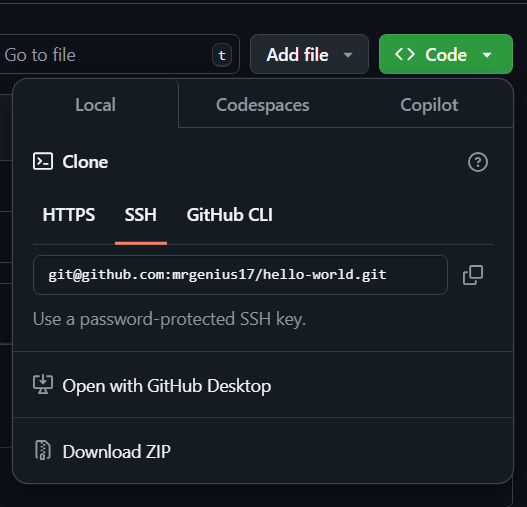 Go to file
t
Add file
Code
Local
Codespaces
Copilot
Clone
HTTPS
SSH
GitHub CLI
git@github.com:mrgenius17/hello-world.git
Use a password-protected SSH key.
Open with GitHub Desktop
Download ZIP